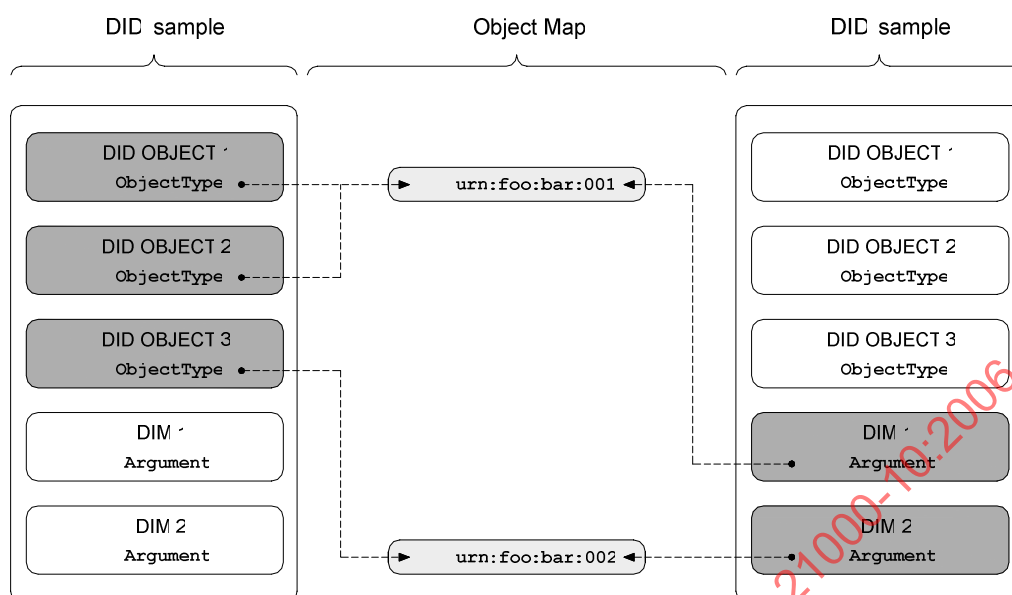 DID sample
Object Map
DID sample
DID OBJECT 1
ObjectType
DID OBJECT 2
ObjectType
DID OBJECT 3
ObjectType
DIM 1
Argument
DIM 2
Argument
urn:foo:bar:001
urn:foo:bar:002
DID OBJECT 1
ObjectType
DID OBJECT 2
ObjectType
DID OBJECT 3
ObjectType
DIM 1
Argument
DIM 2
Argument
21000-10:2006